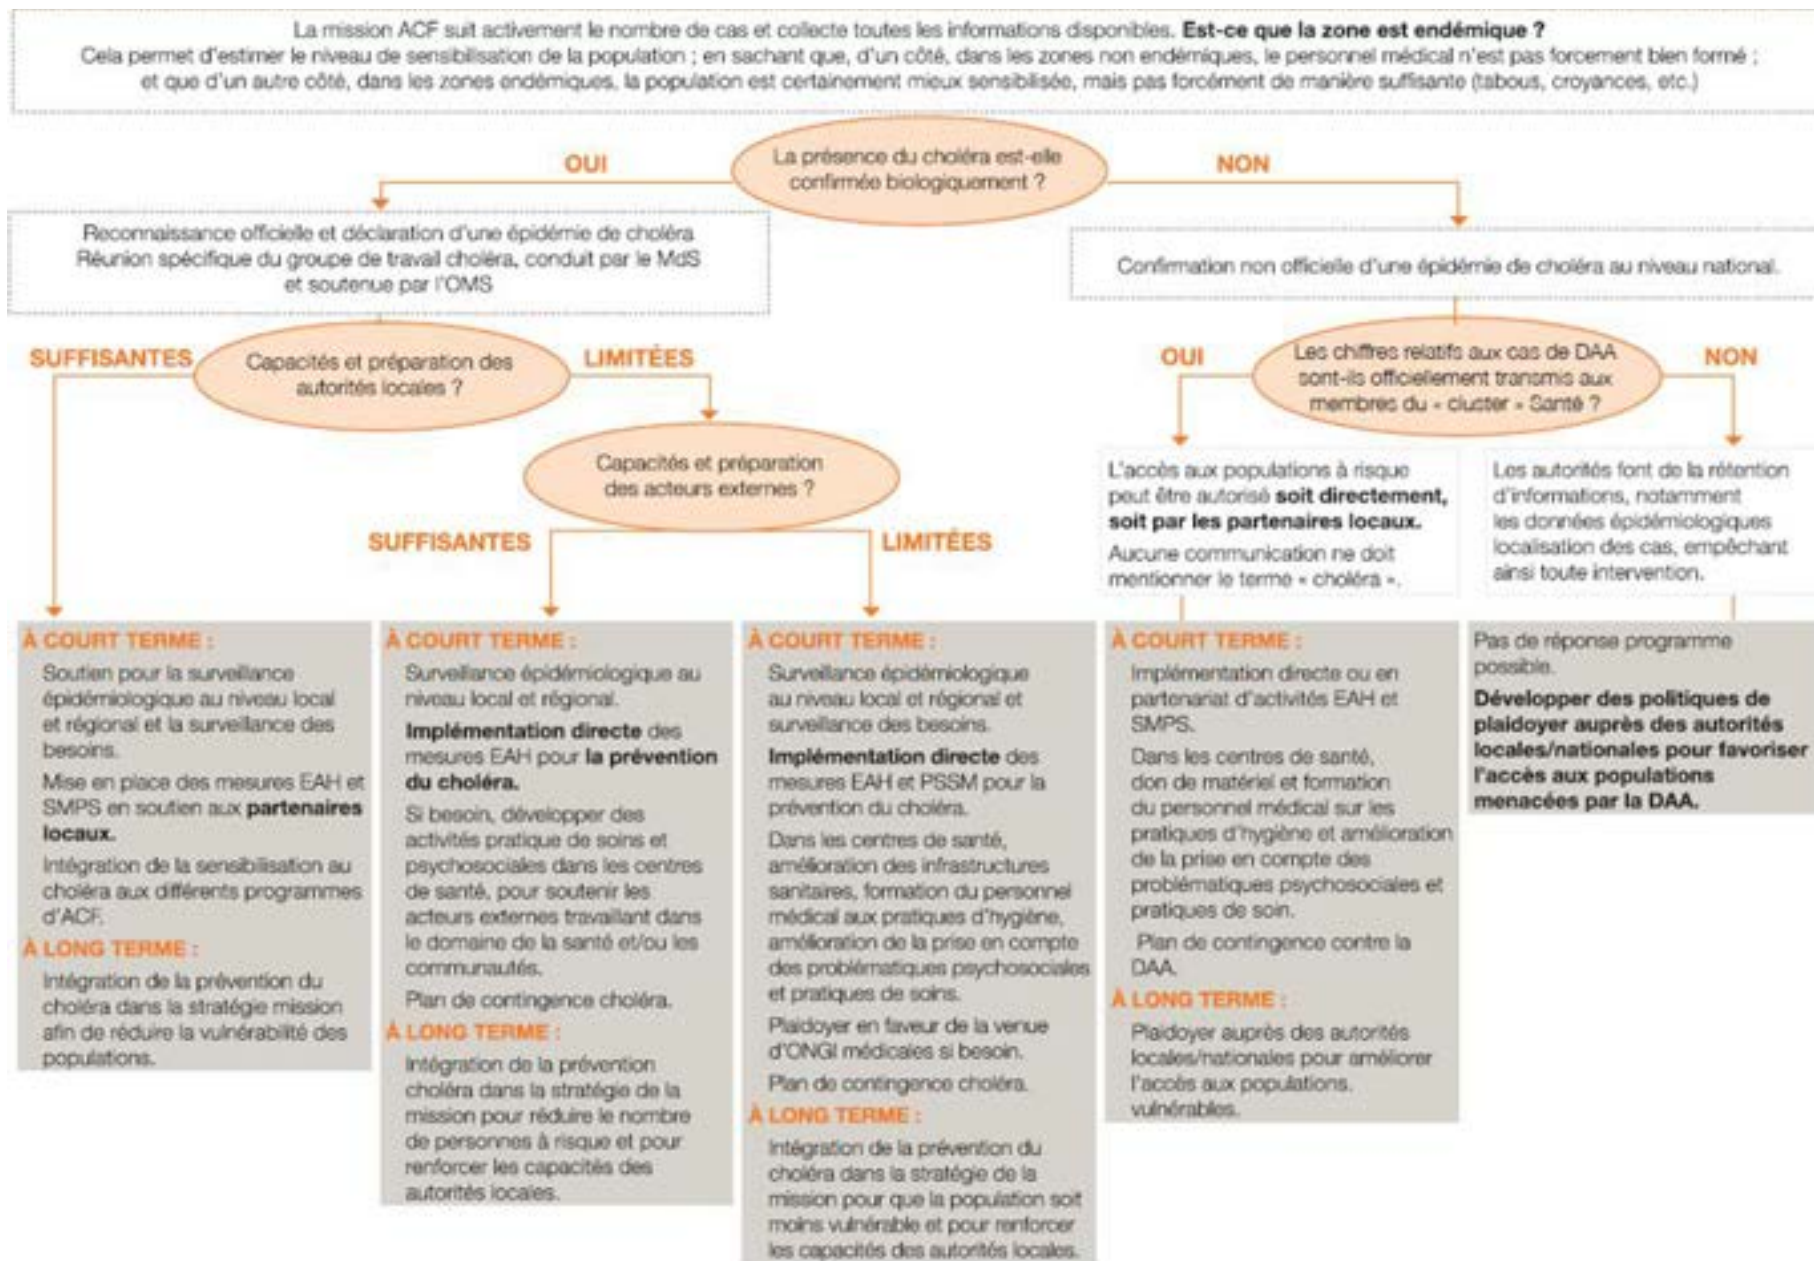 La mission ACF suit activement le nombre de cas et collecte toutes les informations disponibles. Est-ce que la zone est endémique ?
Cela permet d'estimer le niveau de sensibilisation de la population ; en sachant que, d'un côté, dans les zones non endémiques, le personnel médical n'est pas forcement bien formé ;
et que d'un autre côté, dans les zones endémiques, la population est certainement mieux sensibilisée, mais pas forcément de manière suffisante (tabous, croyances, etc.)
La présence du choléra est-elle
confirmée biologiquement ?
OUI
NON
Reconnaissance officielle et déclaration d'une épidémie de choléra
Réunion spécifique du groupe de travail choléra, conduit par le MdS
et soutenue par l'OMS
Confirmation non officielle d'une épidémie de choléra au niveau national.
SUFFISANTES
Capacités et préparation des
autorités locales ?
LIMITÉES
Capacités et préparation
des acteurs externes ?
SUFFISANTES
LIMITÉES
OUI
Les chiffres relatifs aux cas de DAA
sont-ils officiellement transmis aux
membres du « cluster » Santé ?
NON
L'accès aux populations à risque
peut être autorisé soit directement,
soit par les partenaires locaux.
Aucune communication ne doit
mentionner le terme « choléra ».
Les autorités font de la rétention
d'informations, notamment
les données épidémiologiques
localisation des cas, empêchant
ainsi toute intervention.
À COURT TERME :
Soutien pour la surveillance
épidémiologique au niveau local
et régional et la surveillance des
besoins.
Mise en place des mesures EAH et
SMPS en soutien aux partenaires
locaux.
Intégration de la sensibilisation au
choléra aux différents programmes
d'ACF.
À LONG TERME :
Intégration de la prévention du
choléra dans la stratégie mission
afin de réduire la vulnérabilité des
populations.
À COURT TERME :
Surveillance épidémiologique au
niveau local et régional.
Implémentation directe des
mesures EAH pour la prévention
du choléra.
Si besoin, développer des
activités pratique de soins et
psychosociales dans les centres
de santé, pour soutenir les
acteurs externes travaillant dans
le domaine de la santé et/ou les
communautés.
Plan de contingence choléra.
À LONG TERME :
Intégration de la prévention
choléra dans la stratégie de la
mission pour réduire le nombre
de personnes à risque et pour
renforcer les capacités des
autorités locales.
À COURT TERME :
Surveillance épidémiologique
au niveau local et régional et
surveillance des besoins.
Implémentation directe des
mesures EAH et PSSM pour la
prévention du choléra.
Dans les centres de santé,
amélioration des infrastructures
sanitaires, formation du personnel
médical aux pratiques d'hygiène,
amélioration de la prise en compte
des problématiques psychosociales
et pratiques de soins.
Plaidoyer en faveur de la venue
d'ONGI médicales si besoin.
Plan de contingence choléra.
À LONG TERME :
Intégration de la prévention du
choléra dans la stratégie de la
mission pour que la population soit
moins vulnérable et pour renforcer
les capacités des autorités locales.
À COURT TERME :
Implémentation directe ou en
partenariat d'activités EAH et
SMPS.
Dans les centres de santé,
don de matériel et formation
du personnel médical sur les
pratiques d'hygiène et amélioration
de la prise en compte des
problématiques psychosociales et
pratiques de soin.
Plan de contingence contre la
DAA.
À LONG TERME :
Plaidoyer auprès des autorités
locales/nationales pour améliorer
l'accès aux populations.
vulnérables.
Pas de réponse programme
possible.
Développer des politiques de
plaidoyer auprès des autorités
locales/nationales pour favoriser
l'accès aux populations
menacées par la DAA.